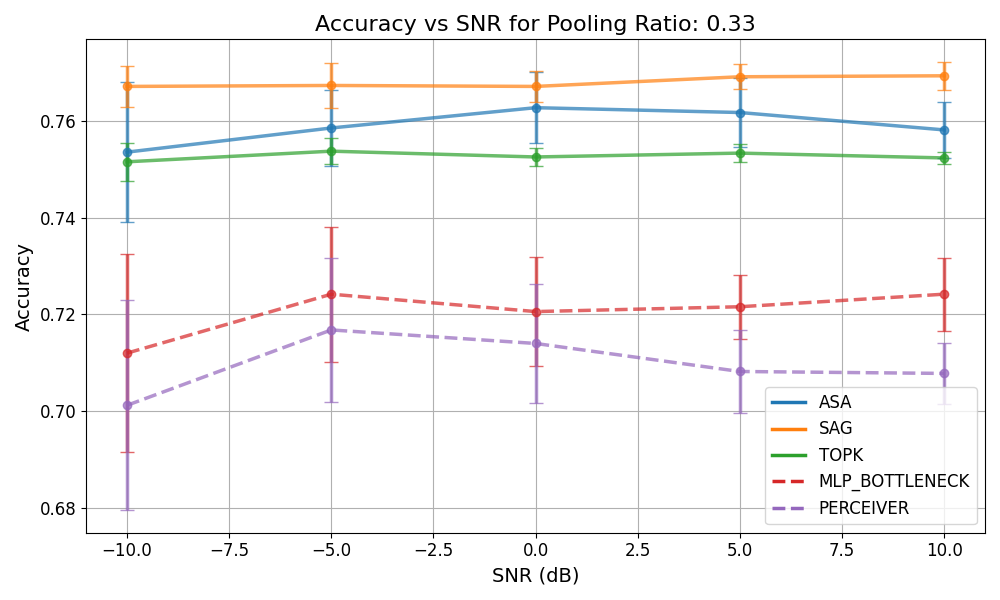 Accuracy vs SNR for Pooling Ratio: 0.33
Accuracy
0.76
0.74
0.72
0.70
0.68
−10.0 −7.5 −5.0 −2.5 0.0 2.5 5.0 7.5 10.0
SNR (dB)
ASA
SAG
TOPK
MLP_BOTTLENECK
PERCEIVER